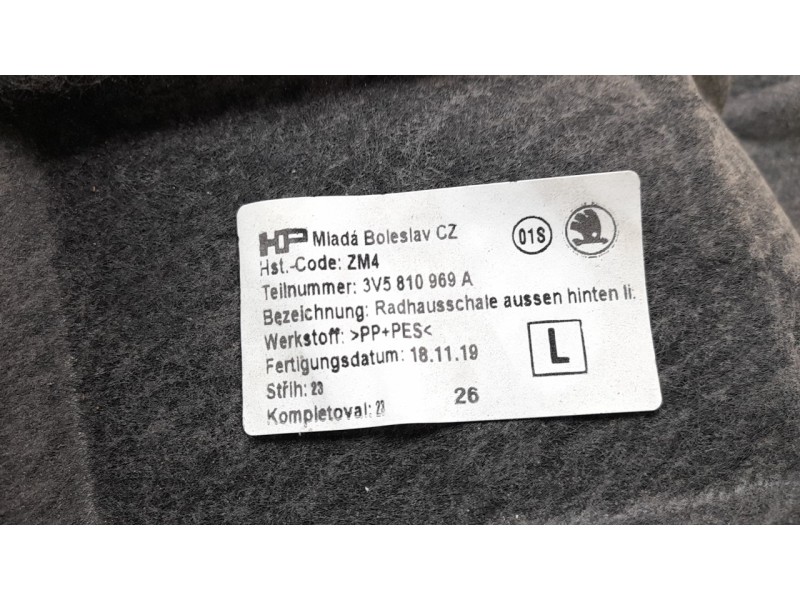 HP Mladá Boleslav CZ 01S
Hst.-Code: ZM4
Teilnummer: 3V5 810 969 A
Bezeichnung: Radhausschale aussen hinten li.
Werkstoff: >PP+PES<
Fertigungsdatum: 18.11.19
L
Střih: 23
Kompletoval: 26